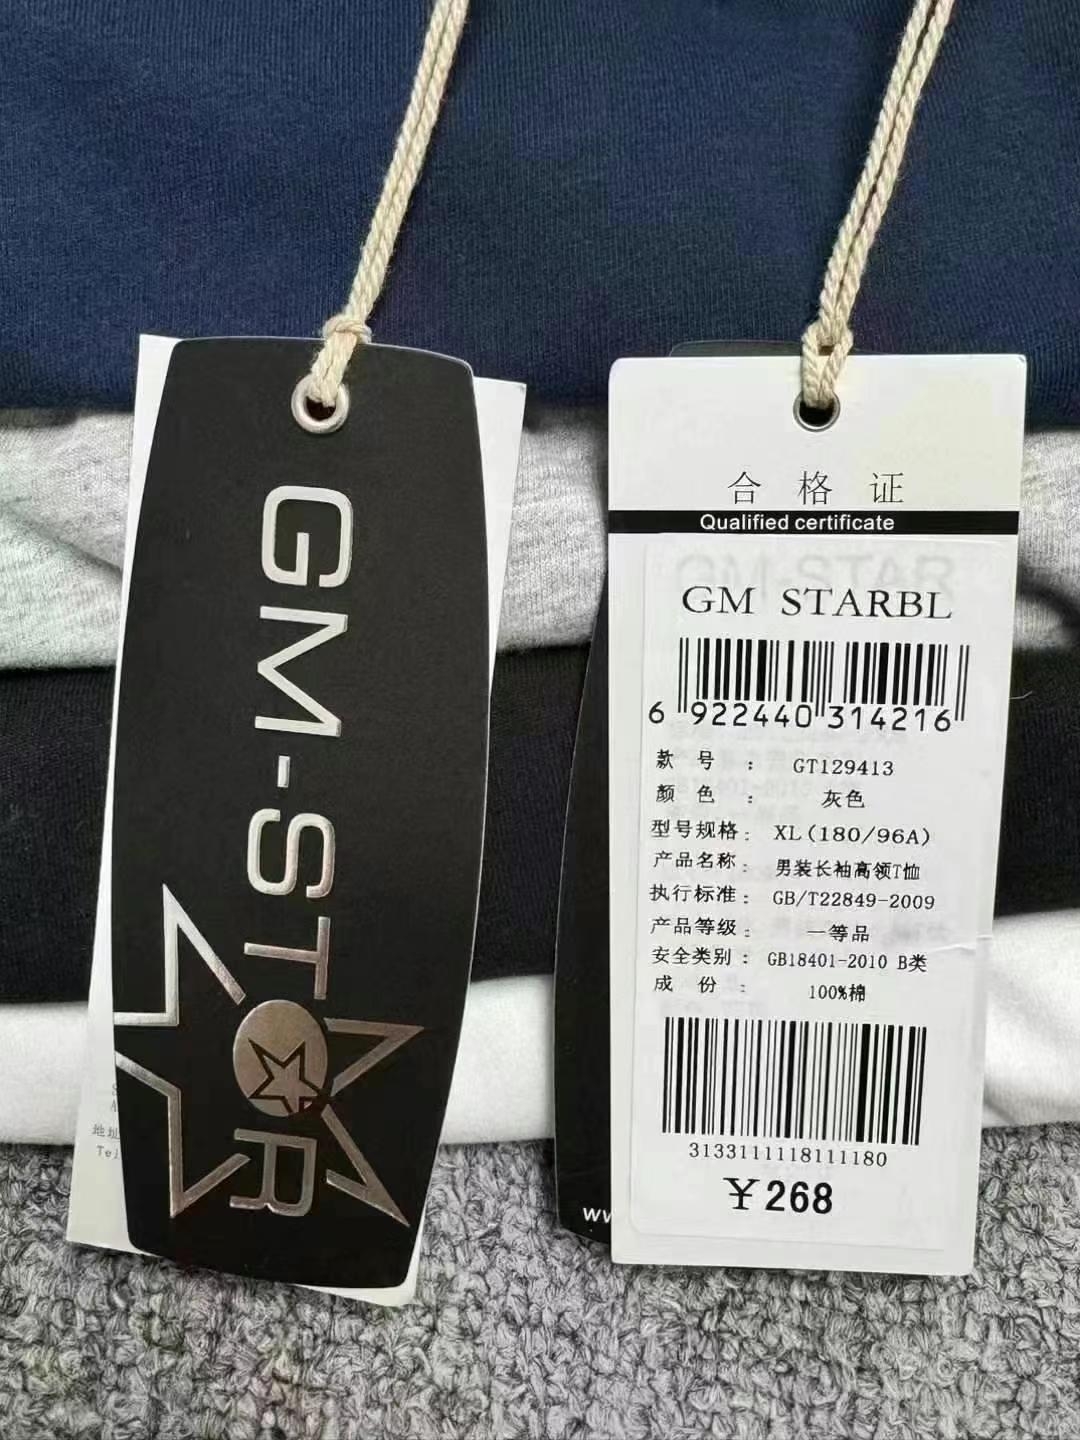 GM-STAR
地址
Tel
合格证
Qualified certificate
GM STARBL
6 922440 314216
款号： GT129413
颜色： 灰色
型号规格： XL(180/96A)
产品名称： 男装长袖高领T恤
执行标准： GB/T22849-2009
产品等级： 一等品
安全类别： GB18401-2010 B类
成份： 100%棉
3133111118111180
￥268